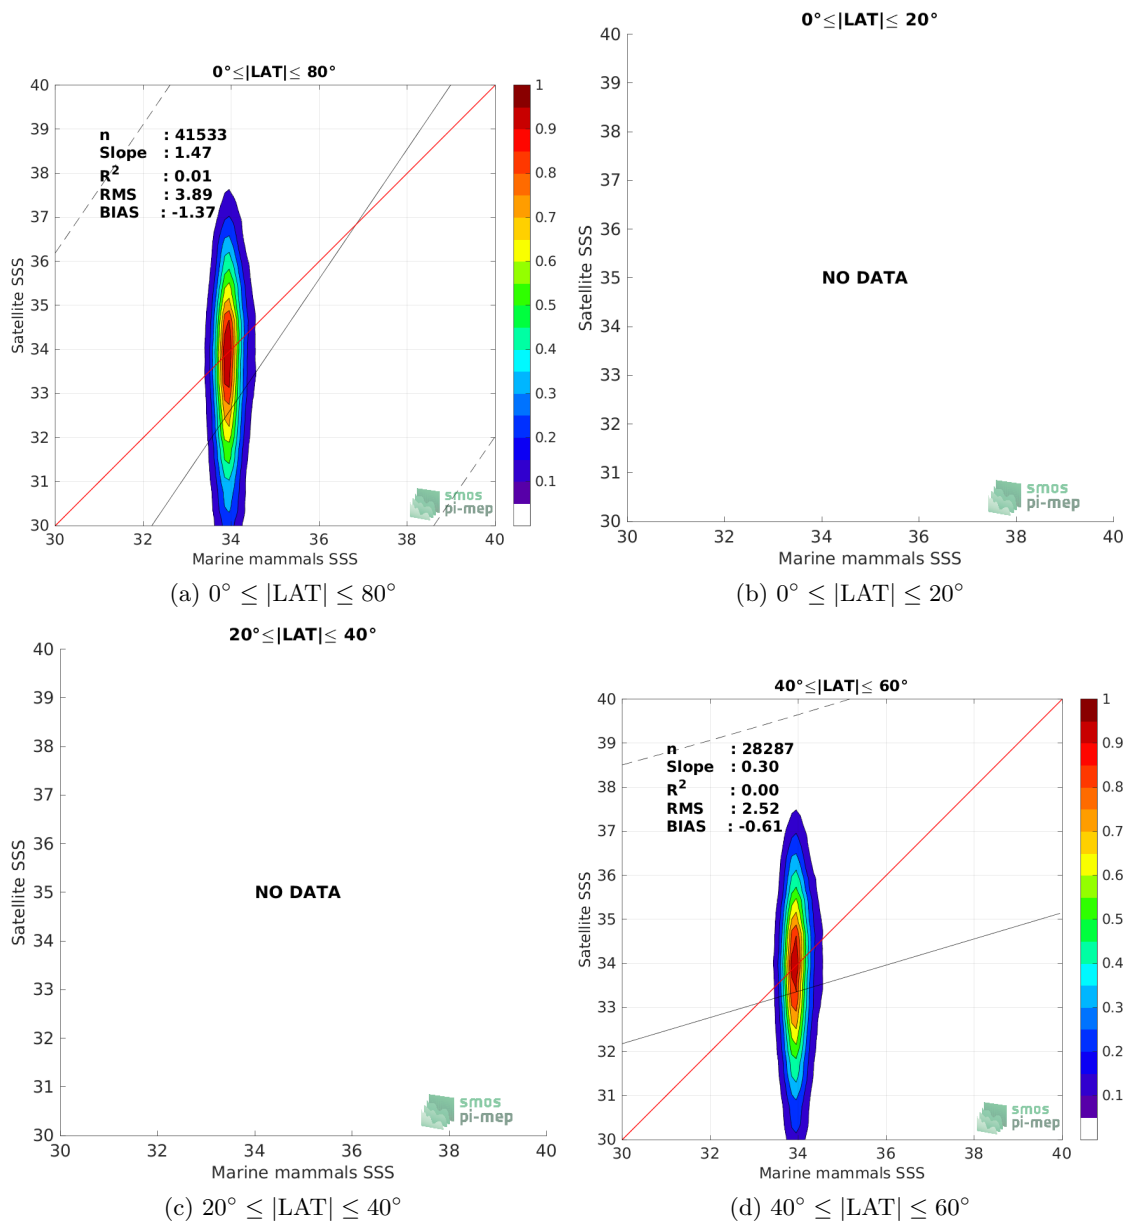 0°≤|LAT|≤ 80°
40
39
38
37
36
35
34
33
32
31
30
n : 41533
Slope : 1.47
R² : 0.01
RMS : 3.89
BIAS : -1.37
Satellite SSS
30 32 34 36 38 40
Marine mammals SSS
smos
pi-mep
1
0.9
0.8
0.7
0.6
0.5
0.4
0.3
0.2
0.1
(a) 0° ≤ |LAT| ≤ 80°
0°≤|LAT|≤ 20°
40
39
38
37
36
35
34
33
32
31
30
Satellite SSS
NO DATA
smos
pi-mep
30 32 34 36 38 40
Marine mammals SSS
(b) 0° ≤ |LAT| ≤ 20°
20°≤|LAT|≤ 40°
40
39
38
37
36
35
34
33
32
31
30
Satellite SSS
NO DATA
smos
pi-mep
30 32 34 36 38 40
Marine mammals SSS
(c) 20° ≤ |LAT| ≤ 40°
40°≤|LAT|≤ 60°
40
39
38
37
36
35
34
33
32
31
30
n : 28287
Slope : 0.30
R² : 0.00
RMS : 2.52
BIAS : -0.61
Satellite SSS
30 32 34 36 38 40
Marine mammals SSS
smos
pi-mep
1
0.9
0.8
0.7
0.6
0.5
0.4
0.3
0.2
0.1
(d) 40° ≤ |LAT| ≤ 60°